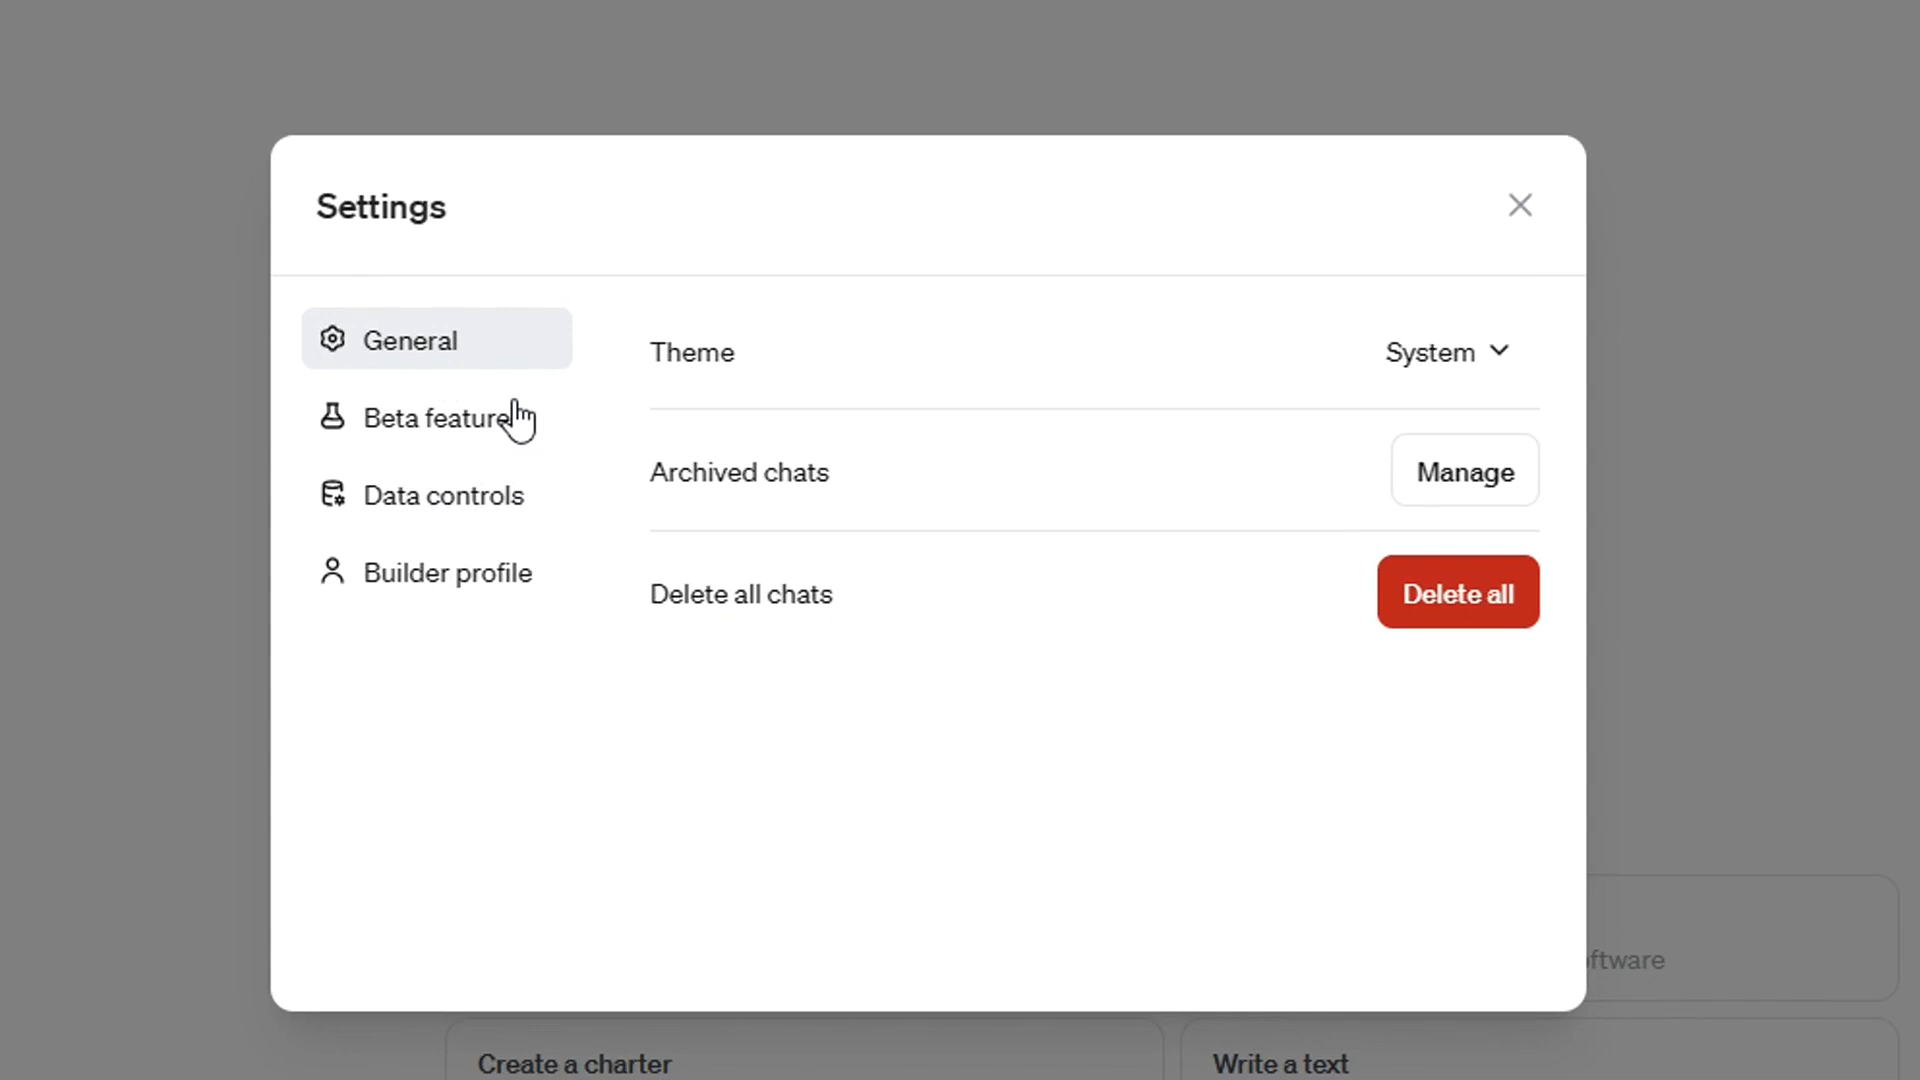 Settings
General
Beta feature
Data controls
Builder profile
Theme
System
Archived chats
Manage
Delete all chats
Delete all
ftware
Create a charter
Write a text